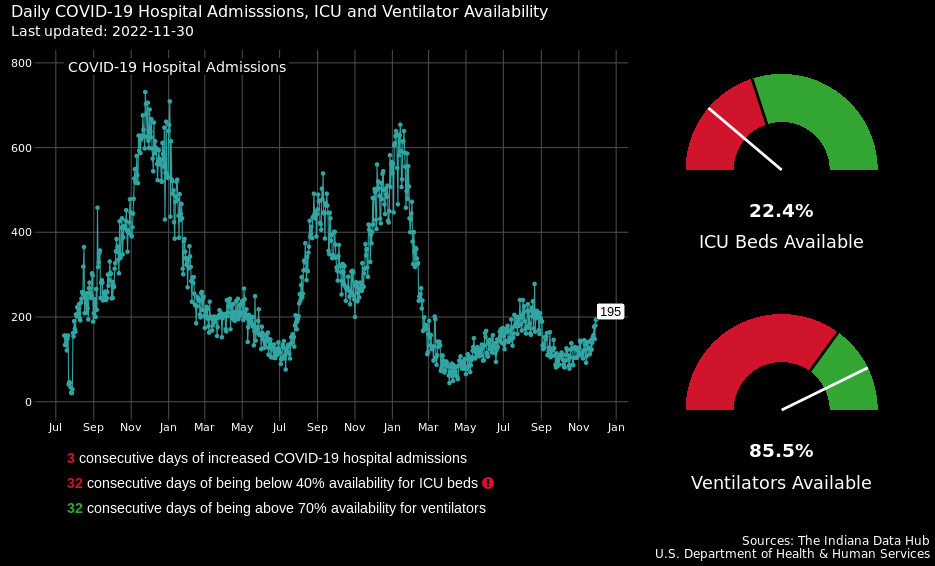 Daily COVID-19 Hospital Admisssions, ICU and Ventilator Availability
Last updated: 2022-11-30
COVID-19 Hospital Admissions
800
600
400
200
0
195
Jul Sep Nov Jan Mar May Jul Sep Nov Jan Mar May Jul Sep Nov Jan
22.4%
ICU Beds Available
85.5%
Ventilators Available
3 consecutive days of increased COVID-19 hospital admissions
32 consecutive days of being below 40% availability for ICU beds !
32 consecutive days of being above 70% availability for ventilators
Sources: The Indiana Data Hub
U.S. Department of Health & Human Services